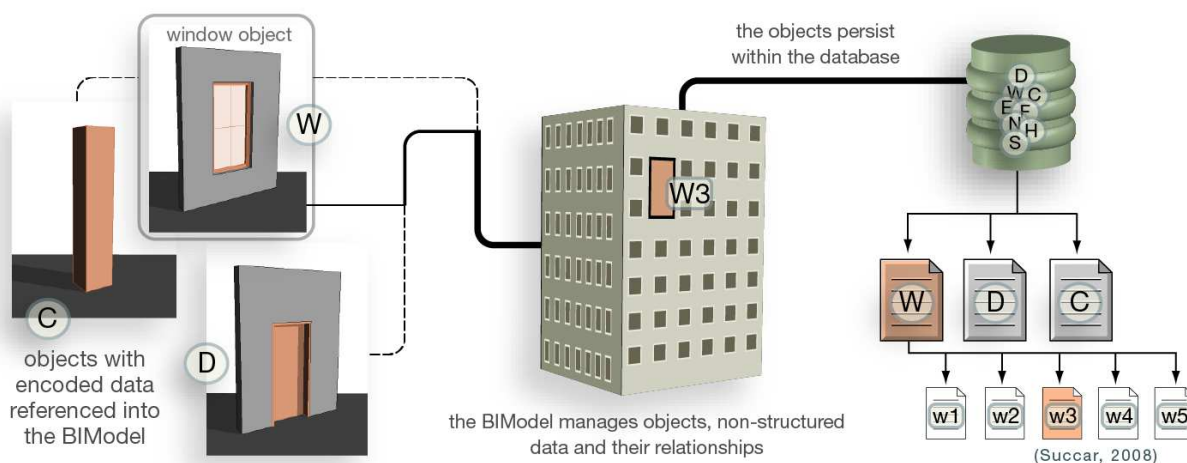 window object
W
C
objects with
encoded data
referenced into
the BIModel
D
W3
the BIModel manages objects, non-structured
data and their relationships
the objects persist
within the database
D
W C
E F
N H
S
W D C
w1 w2 w3 w4 w5
(Succar, 2008)